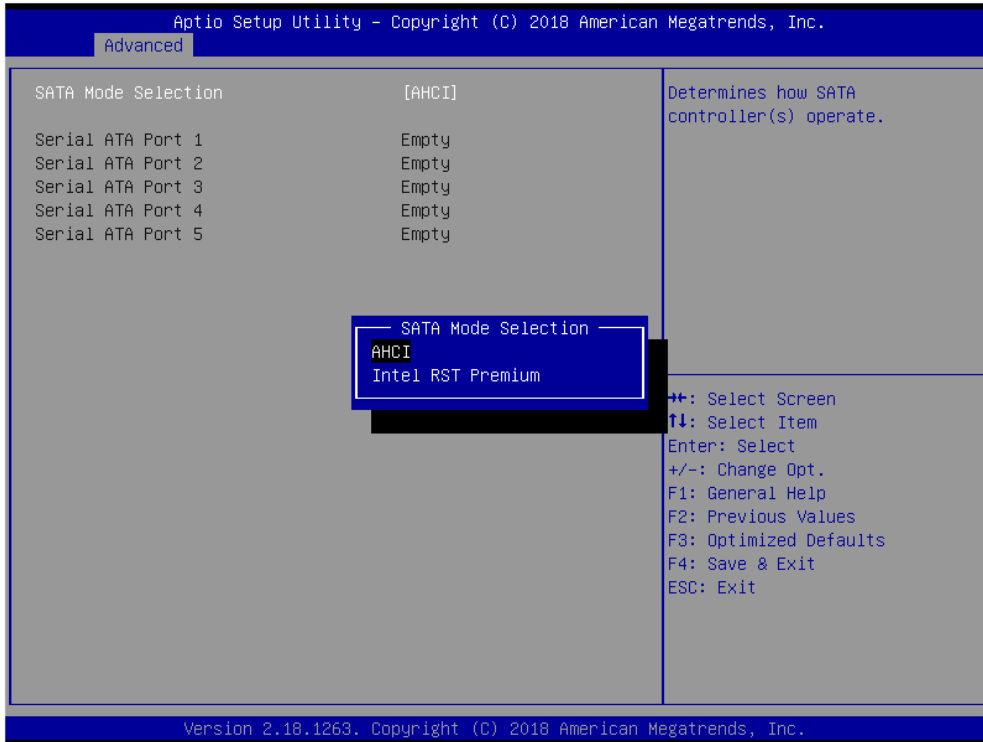 Aptio Setup Utility – Copyright (C) 2018 American Megatrends, Inc.
Advanced
SATA Mode Selection [AHCI]
Serial ATA Port 1 Empty
Serial ATA Port 2 Empty
Serial ATA Port 3 Empty
Serial ATA Port 4 Empty
Serial ATA Port 5 Empty
SATA Mode Selection
AHCI
Intel RST Premium
Determines how SATA
controller(s) operate.
→←: Select Screen
↑↓: Select Item
Enter: Select
+/-: Change Opt.
F1: General Help
F2: Previous Values
F3: Optimized Defaults
F4: Save & Exit
ESC: Exit
Version 2.18.1263. Copyright (C) 2018 American Megatrends, Inc.